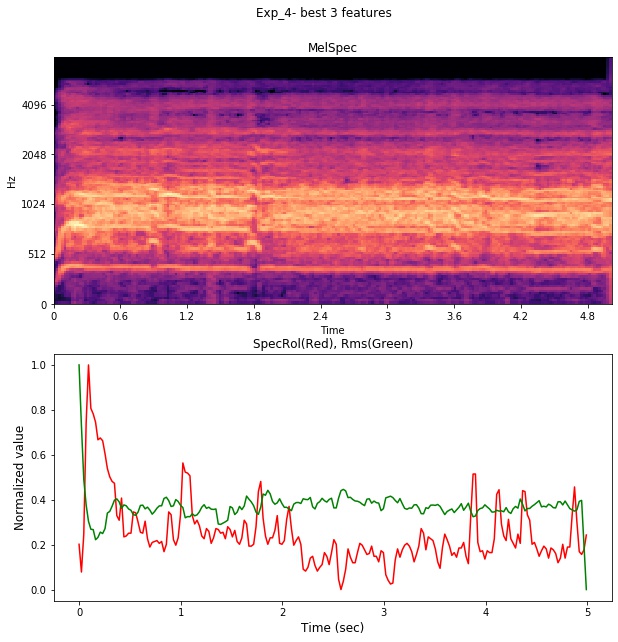 Exp_4- best 3 features
MelSpec
4096
2048
1024
512
0
Hz
0 0.6 1.2 1.8 2.4 3 3.6 4.2 4.8
Time
SpecRol(Red), Rms(Green)
1.0
0.8
0.6
0.4
0.2
0.0
Normalized value
0 1 2 3 4 5
Time (sec)